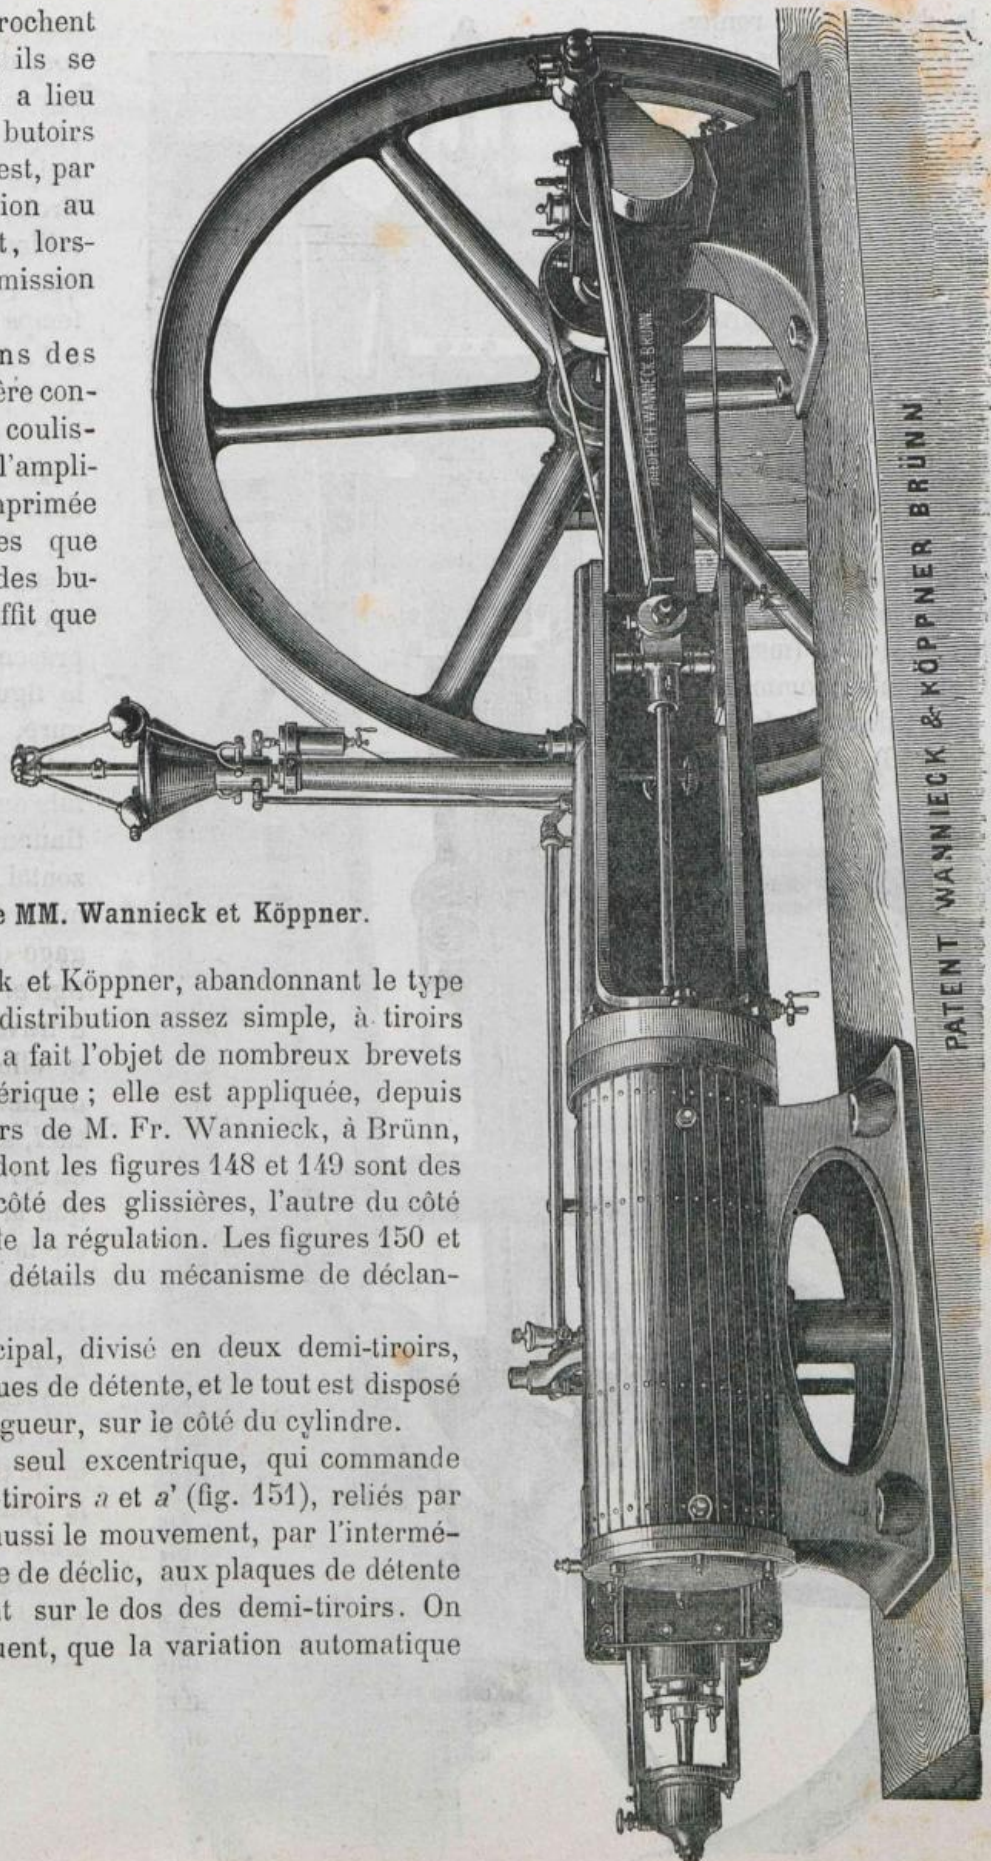 rochent
ils se
a lieu
butoirs
est, par
ion au
t, lors-
mission
ns des
ère con-
coulis-
l'ampli-
nprimée
es que
des bu-
ffit que
e MM. Wannieck et Köppner.
k et Köppner, abandonnant le type
distribution assez simple, à tiroirs
a fait l'objet de nombreux brevets
érique ; elle est appliquée, depuis
rs de M. Fr. Wannieck, à Brünn,
dont les figures 148 et 149 sont des
côté des glissières, l'autre du côté
le la régulation. Les figures 150 et
détails du mécanisme de déclan-
cipal, divisé en deux demi-tiroirs,
ues de détente, et le tout est disposé
gueur, sur le côté du cylindre.
seul excentrique, qui commande
tiroirs a et a' (fig. 151), reliés par
aussi le mouvement, par l'intermé-
e de déclic, aux plaques de détente
t sur le dos des demi-tiroirs. On
uent, que la variation automatique
WANNIECK BRÜNN
PATENT WANNIECK & KÖPPNER BRÜNN